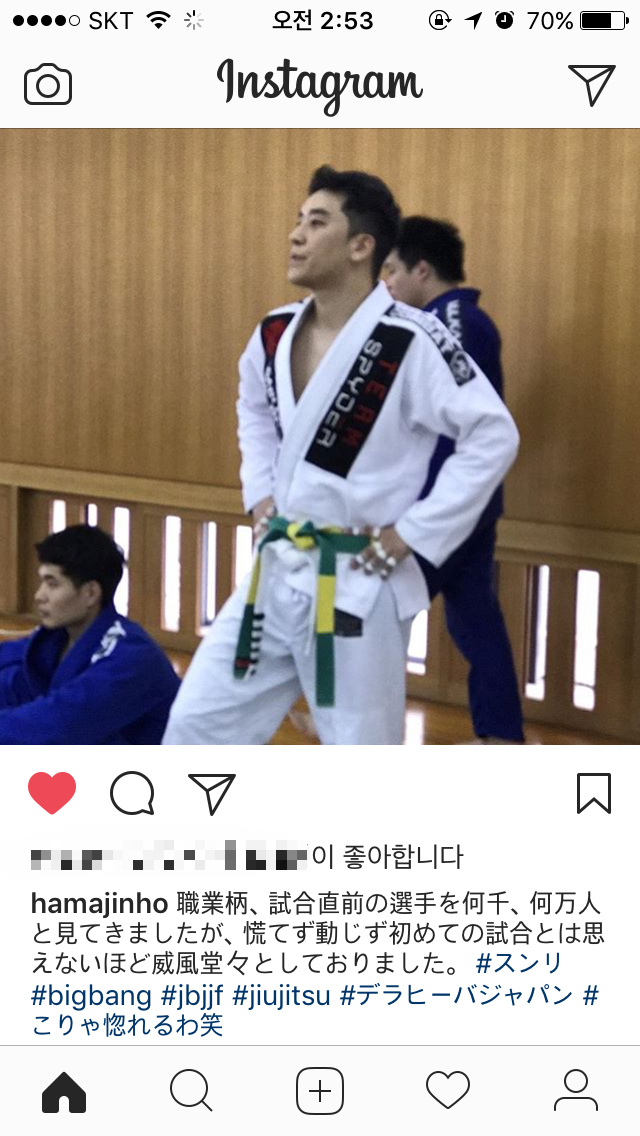 SKT
오전 2:53
70%
Instagram
TEAM
SPYDER
이 좋아합니다
hamajinho 職業柄、試合直前の選手を何千、何万人
と見てきましたが、慌てず動じず初めての試合とは思
えないほど威風堂々としておりました。 #スンリ
#bigbang #jbjjf #jiujitsu #デラヒーバジャパン #
こりゃ惚れるわ笑